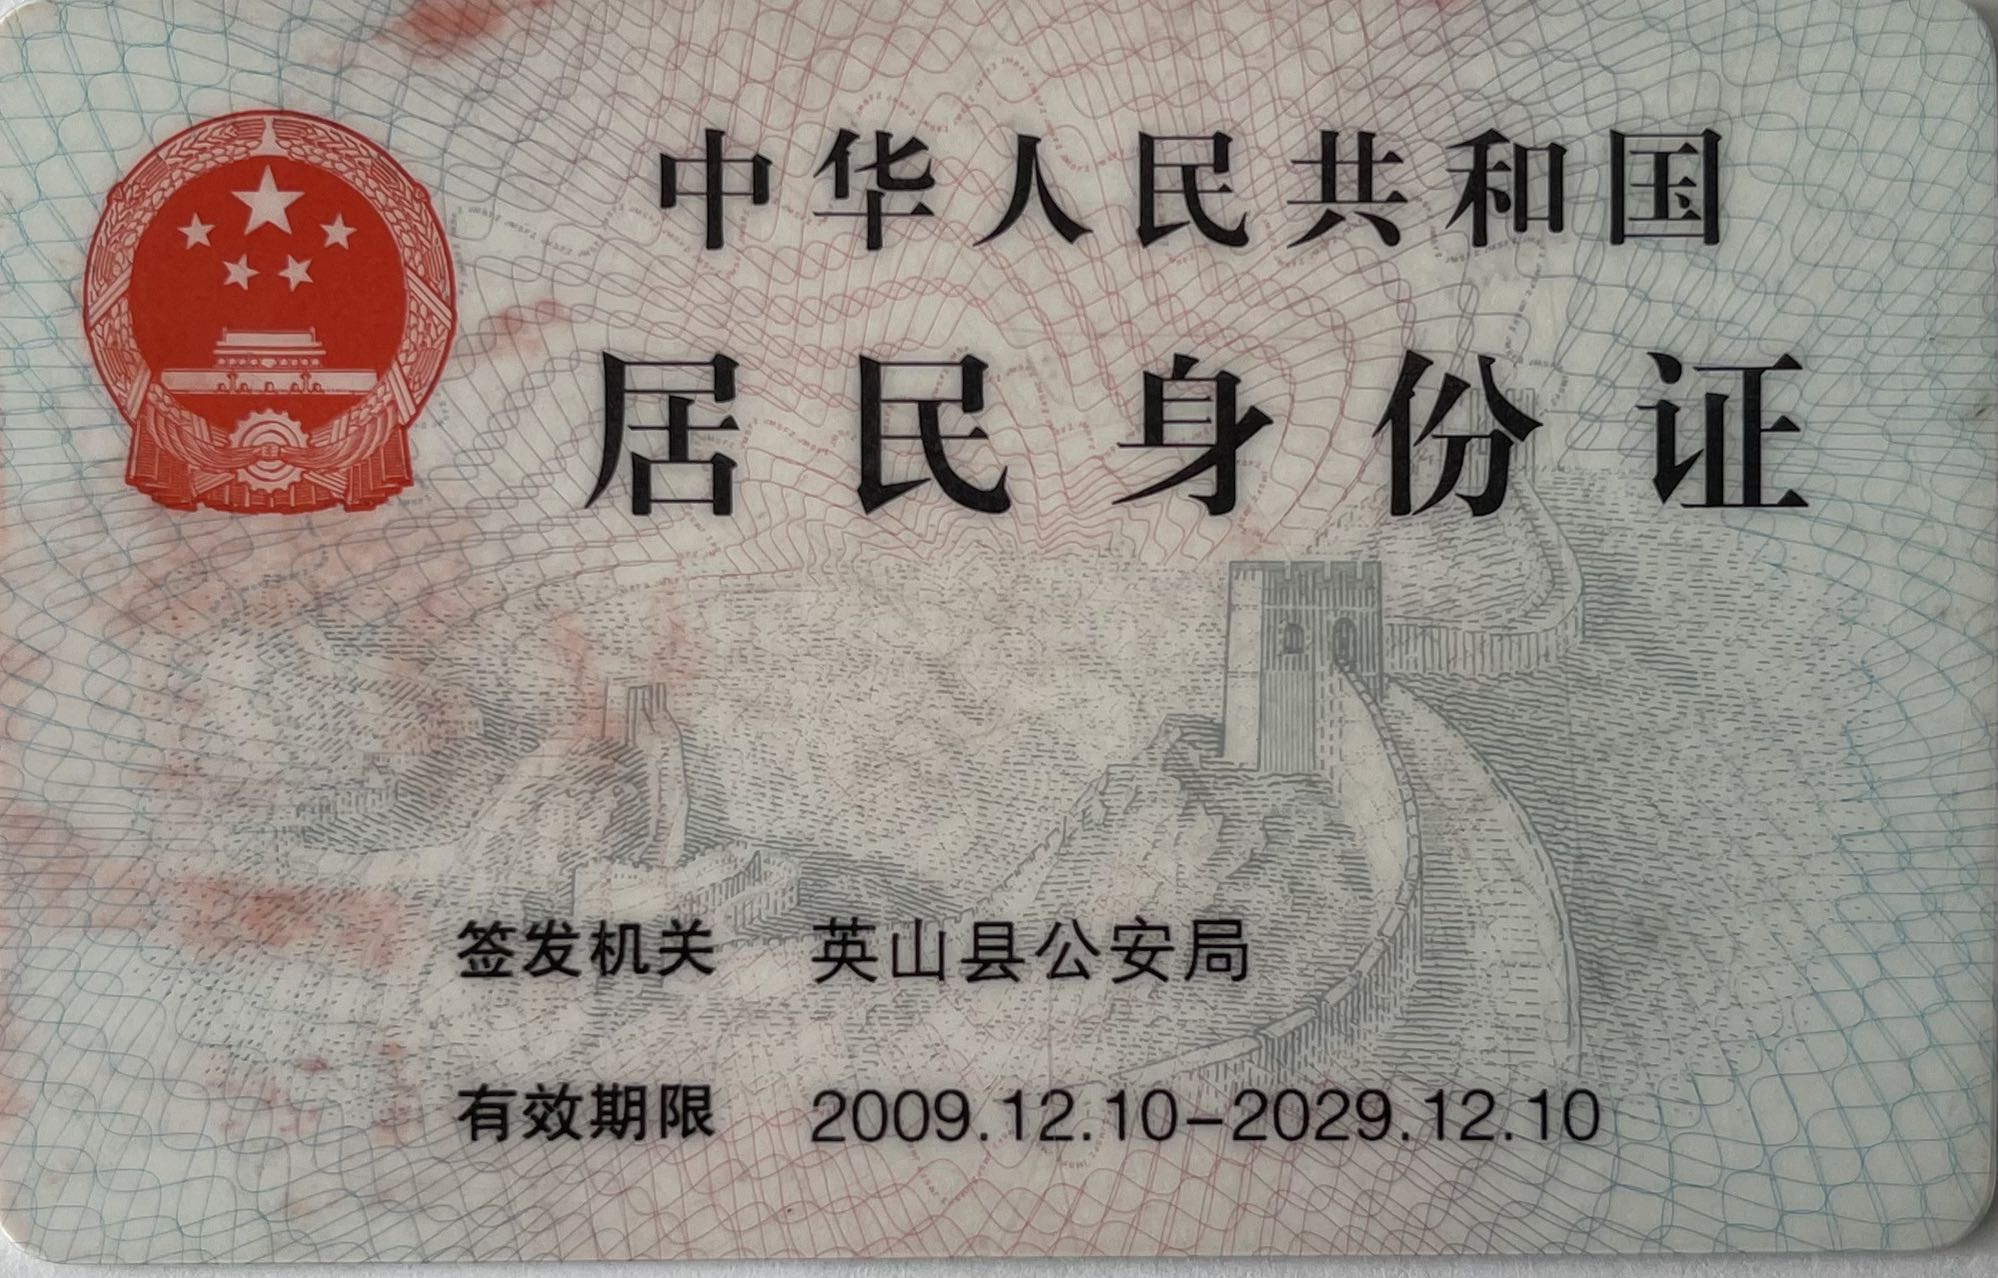 中华人民共和国
居民身份证
签发机关 英山县公安局
有效期限 2009.12.10-2029.12.10